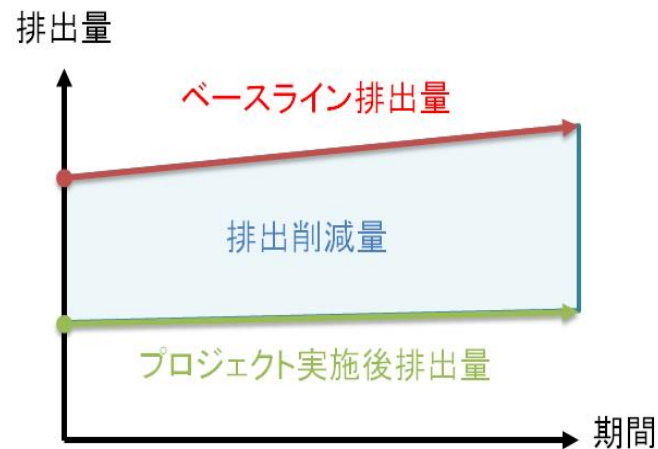 排出量
ベースライン排出量
排出削減量
プロジェクト実施後排出量
期間